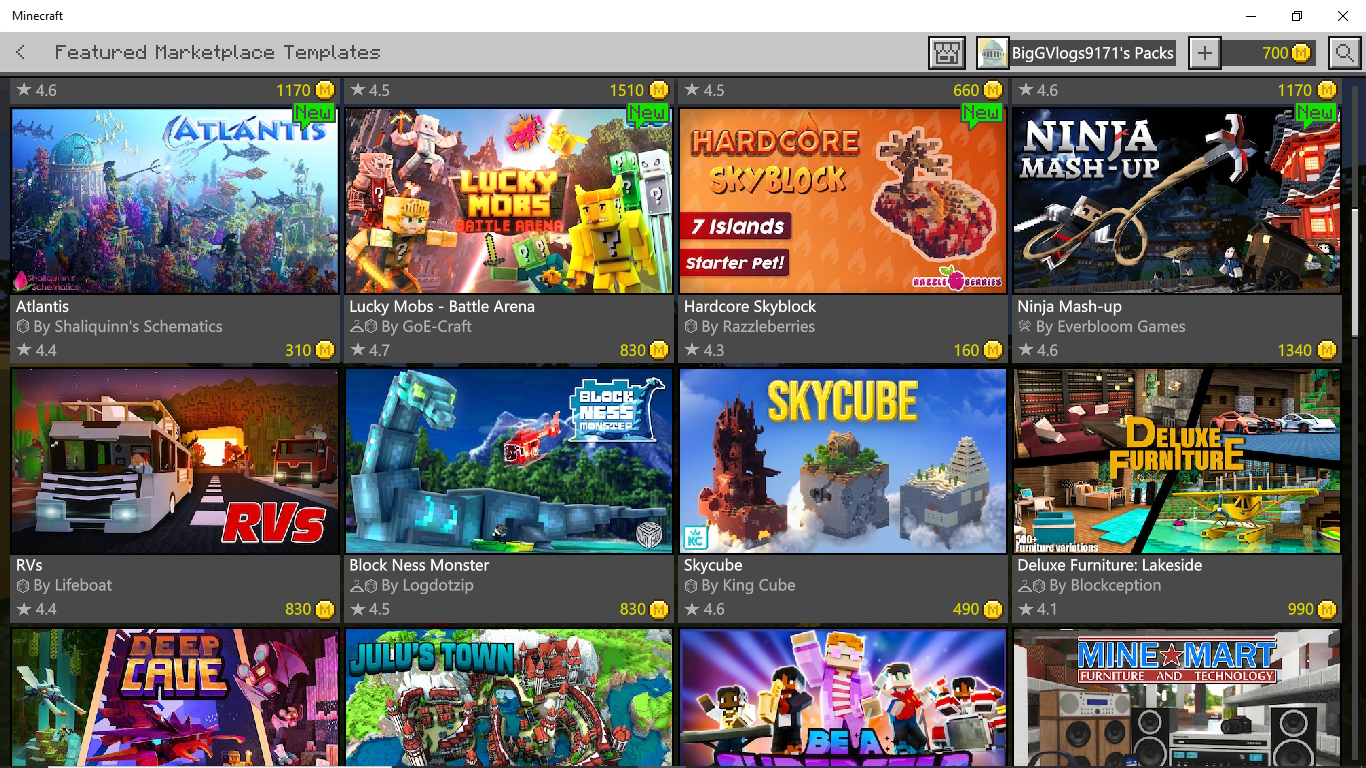 Minecraft
Featured Marketplace Templates
BigGVlogs9171's Packs
700
4.6 1170
4.5 1510
4.5 660
4.6 1170
New
ATLANTIS
Shaliquinn's
Schematics
Atlantis
By Shaliquinn's Schematics
4.4 310
New
LUCKY
MOBS
BATTLE ARENA
Lucky Mobs - Battle Arena
By GoE-Craft
4.7 830
New
HARDCORE
SKYBLOCK
7 Islands
Starter Pet!
RAZZLE BERRIES
Hardcore Skyblock
By Razzleberries
4.3 160
New
NINJA
MASH-UP
Ninja Mash-up
By Everbloom Games
4.6 1340
RVs
RVs
By Lifeboat
4.4 830
BLOCK
NESS
MONSTER
Block Ness Monster
By Logdotzip
4.5 830
SKYCUBE
KC
Skycube
By King Cube
4.6 490
DELUXE
FURNITURE
500+
Furniture variations
Deluxe Furniture: Lakeside
By Blockception
4.1 990
DEEP
CAVE
JULU'S TOWN
BE A
MINE MART
FURNITURE AND TECHNOLOGY